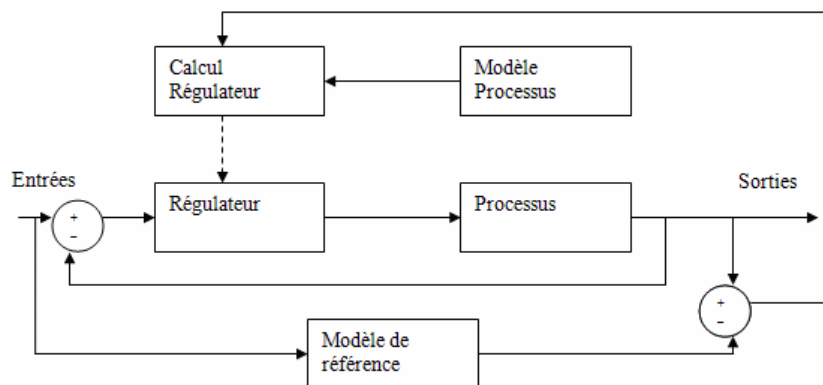 Calcul
Régulateur
Modèle
Processus
Entrées
Sorties
+
-
Régulateur
Processus
+
-
Modèle de
référence